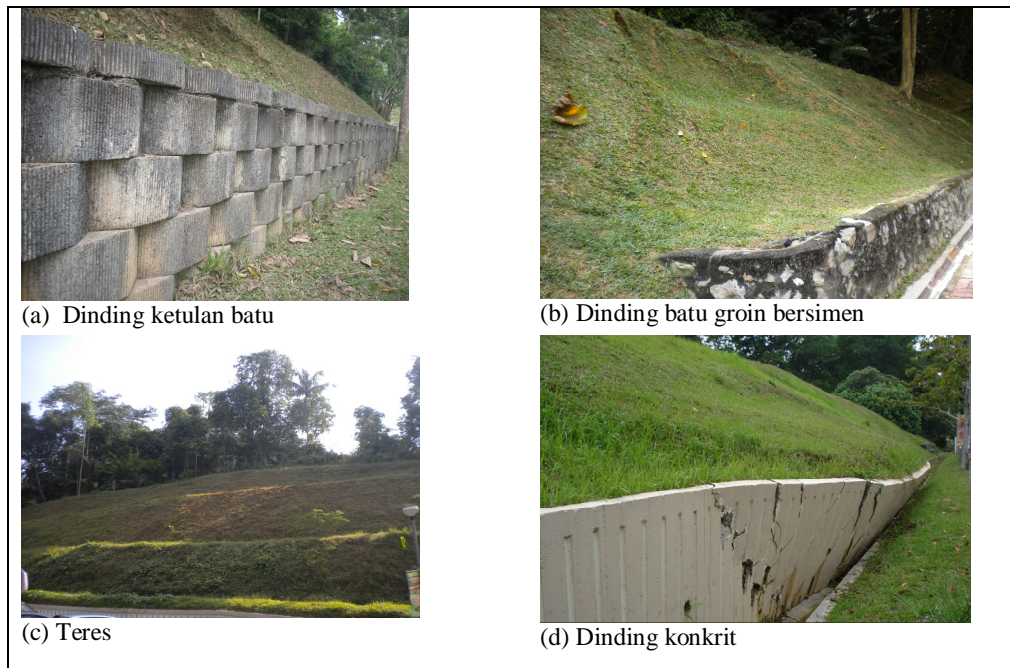 (a) Dinding ketulan batu
(b) Dinding batu groin bersimen
(c) Teres
(d) Dinding konkrit